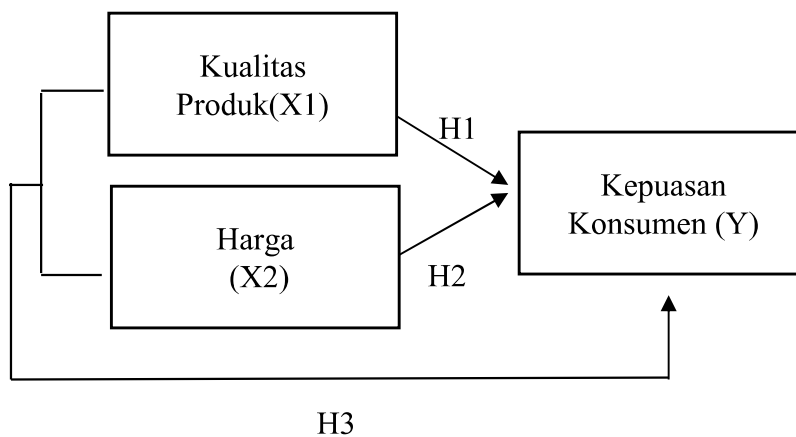 Kualitas
Produk(X1)
H1
Kepuasan
Konsumen (Y)
Harga
(X2)
H2
H3